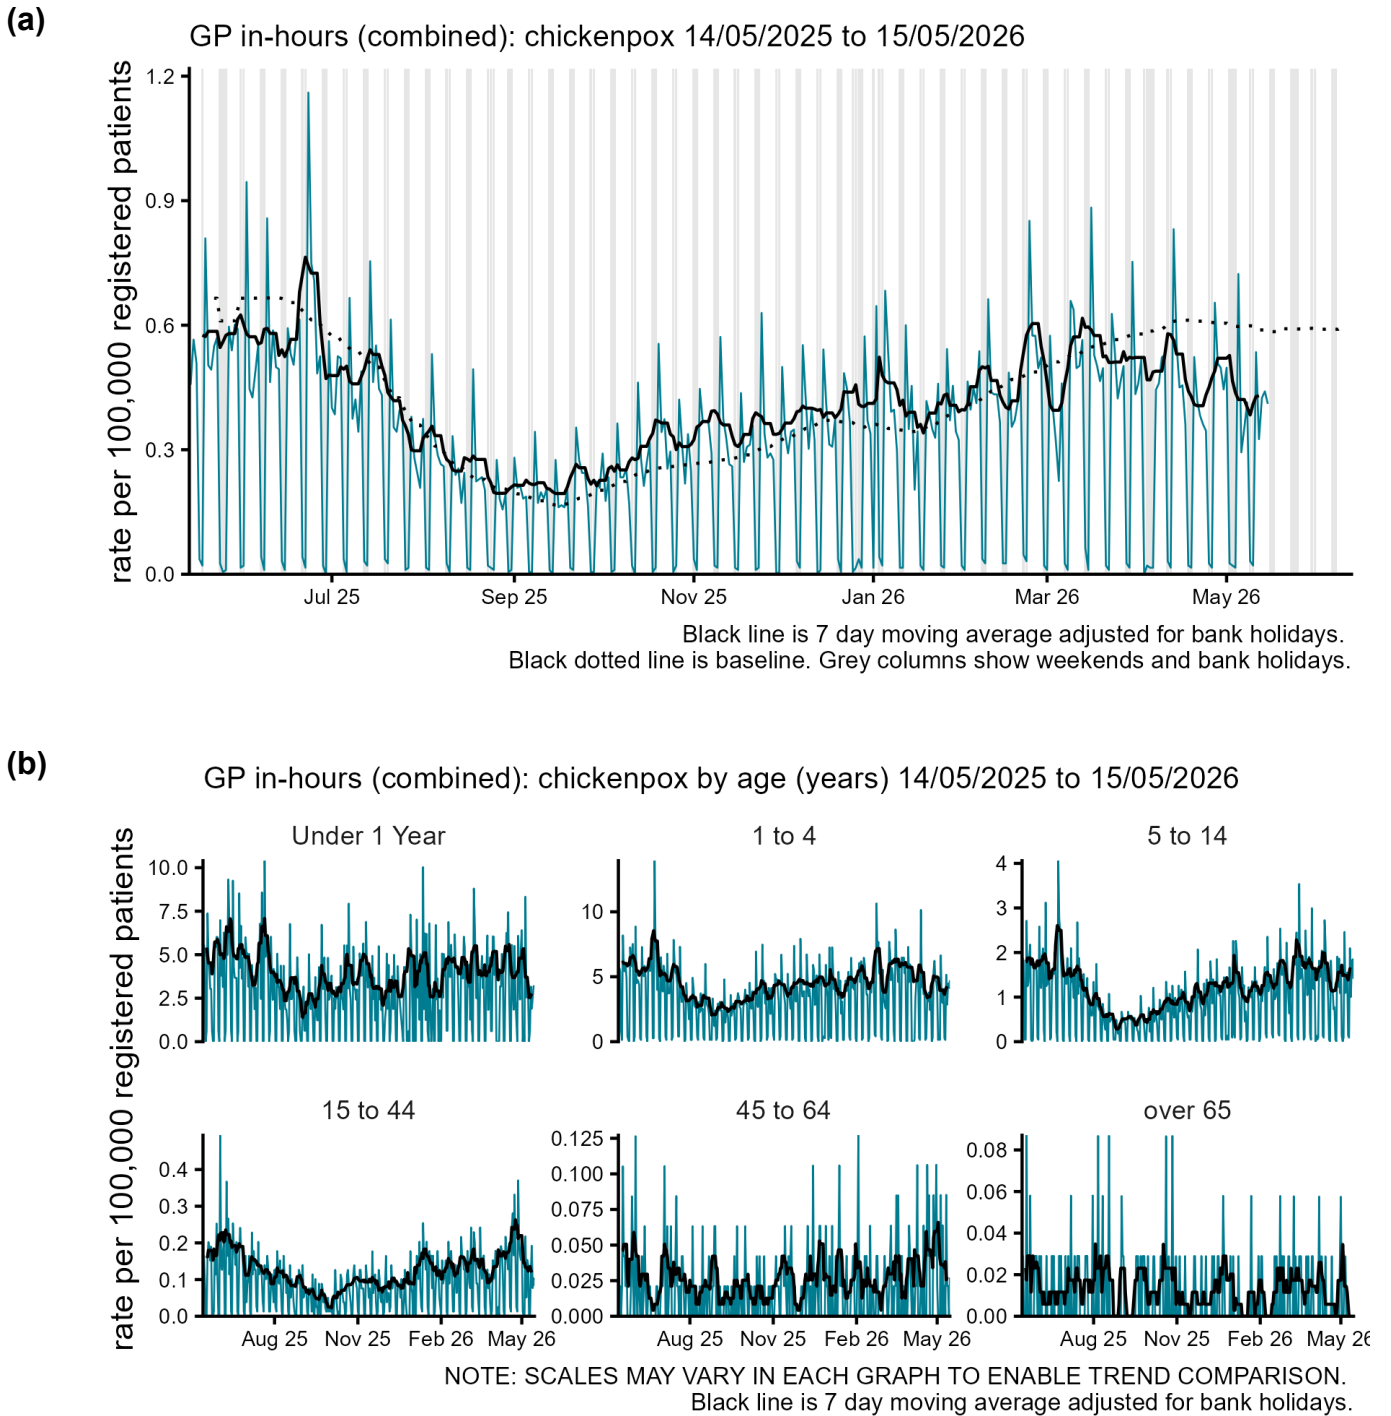 (a)
GP in-hours (combined): chickenpox 14/05/2025 to 15/05/2026
rate per 100,000 registered patients
1.2
0.9
0.6
0.3
0.0
Jul 25
Sep 25
Nov 25
Jan 26
Mar 26
May 26
Black line is 7 day moving average adjusted for bank holidays.
Black dotted line is baseline. Grey columns show weekends and bank holidays.
(b)
GP in-hours (combined): chickenpox by age (years) 14/05/2025 to 15/05/2026
rate per 100,000 registered patients
Under 1 Year
10.0
7.5
5.0
2.5
0.0
1 to 4
10
5
0
5 to 14
4
3
2
1
0
15 to 44
0.4
0.3
0.2
0.1
0.0
Aug 25
Nov 25
Feb 26
May 26
45 to 64
0.125
0.100
0.075
0.050
0.025
0.000
Aug 25
Nov 25
Feb 26
May 26
over 65
0.08
0.06
0.04
0.02
0.00
Aug 25
Nov 25
Feb 26
May 26
NOTE: SCALES MAY VARY IN EACH GRAPH TO ENABLE TREND COMPARISON.
Black line is 7 day moving average adjusted for bank holidays.